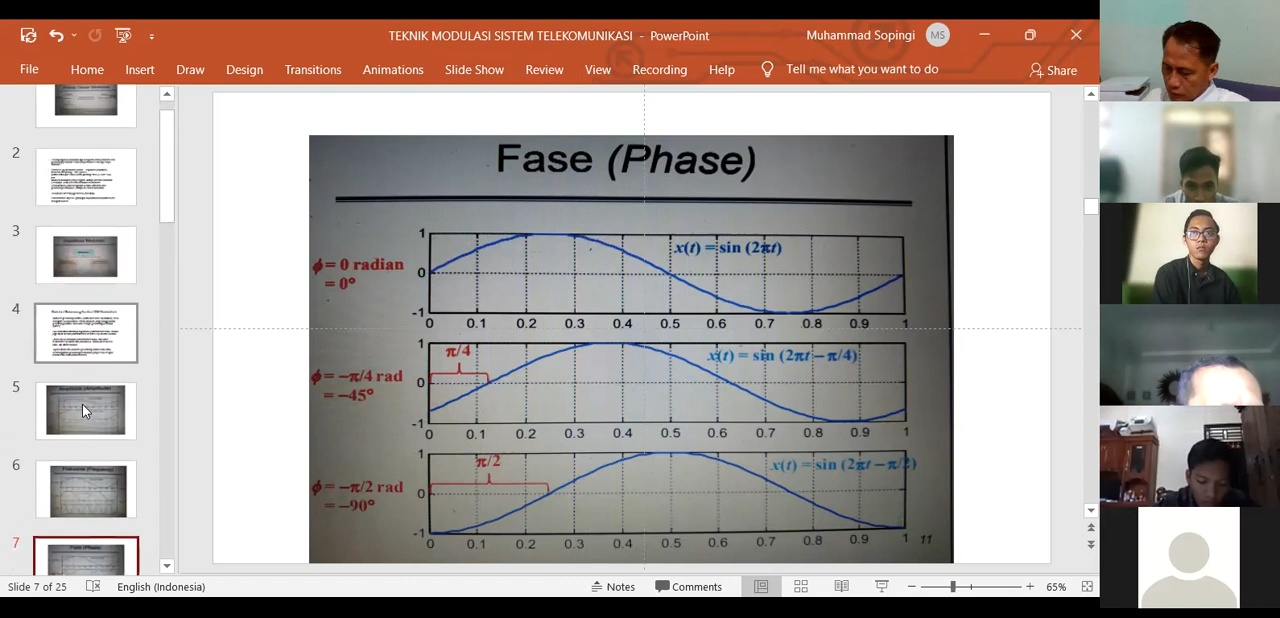 TEKNIK MODULASI SISTEM TELEKOMUNIKASI - PowerPoint
Muhammad Sopingi
MS
File Home Insert Draw Design Transitions Animations Slide Show Review View Recording Help Tell me what you want to do Share
2
3
4
5
6
7
Fase (Phase)
ϕ = 0 radian
= 0°
x(t) = sin (2πt)
1
0
-1
0 0.1 0.2 0.3 0.4 0.5 0.6 0.7 0.8 0.9 1
ϕ = −π/4 rad
= −45°
π/4
x(t) = sin (2πt − π/4)
1
0
-1
0 0.1 0.2 0.3 0.4 0.5 0.6 0.7 0.8 0.9 1
ϕ = −π/2 rad
= −90°
π/2
x(t) = sin (2πt − π/2)
1
0
-1
0 0.1 0.2 0.3 0.4 0.5 0.6 0.7 0.8 0.9 1
11
Slide 7 of 25 English (Indonesia) Notes Comments 65%